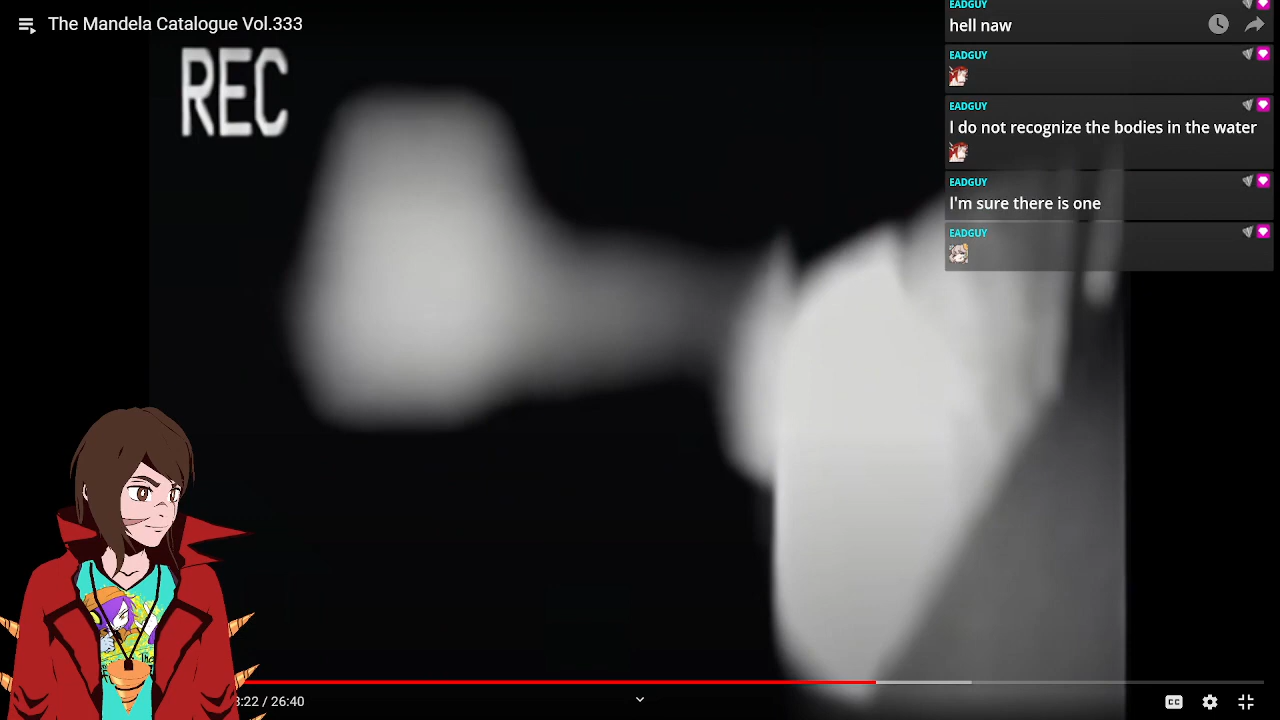 The Mandela Catalogue Vol.333
REC
EADGUY
hell naw
EADGUY
EADGUY
I do not recognize the bodies in the water
EADGUY
I'm sure there is one
EADGUY
:22 / 26:40
CC